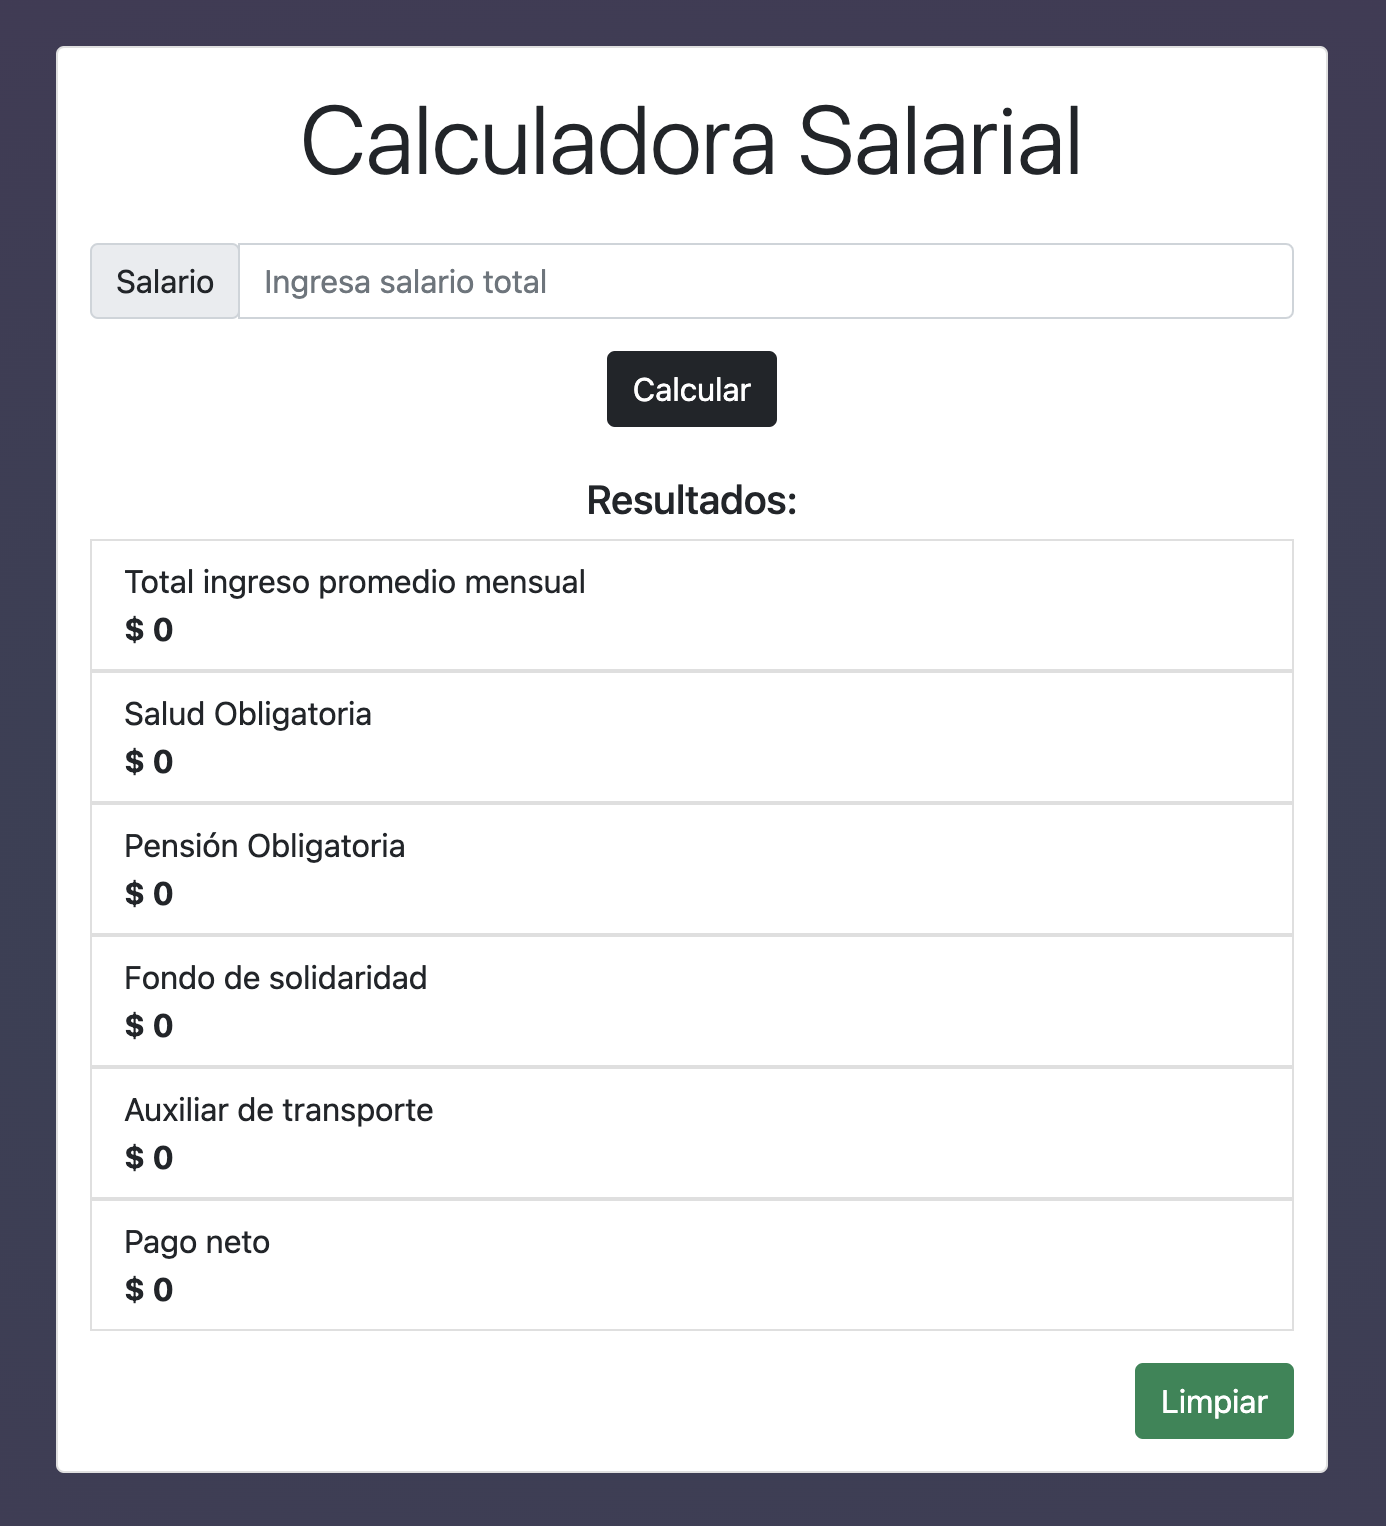 Calculadora Salarial
Salario Ingresa salario total
Calcular
Resultados:
Total ingreso promedio mensual
$ 0
Salud Obligatoria
$ 0
Pensión Obligatoria
$ 0
Fondo de solidaridad
$ 0
Auxiliar de transporte
$ 0
Pago neto
$ 0
Limpiar